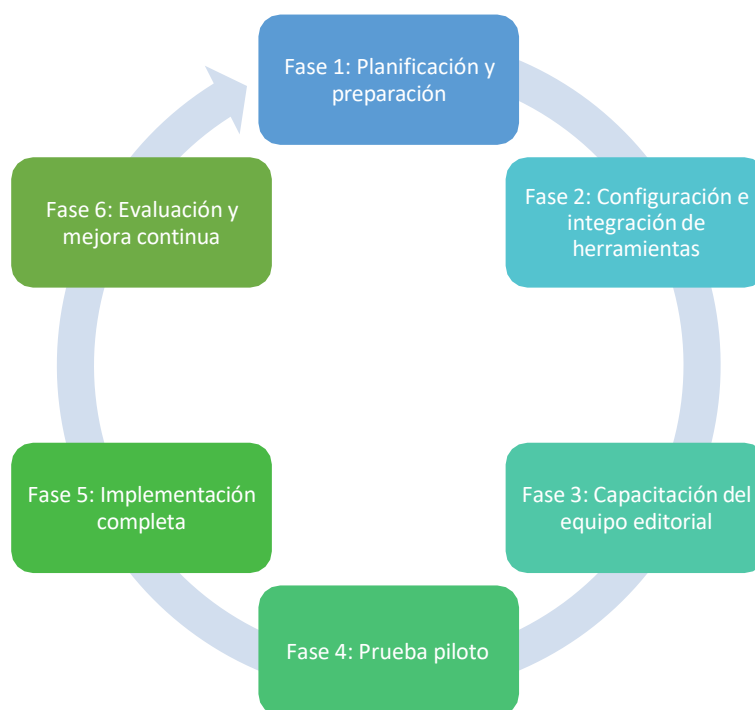 Fase 1: Planificación y
preparación
Fase 2: Configuración e
integración de
herramientas
Fase 3: Capacitación del
equipo editorial
Fase 4: Prueba piloto
Fase 5: Implementación
completa
Fase 6: Evaluación y
mejora continua